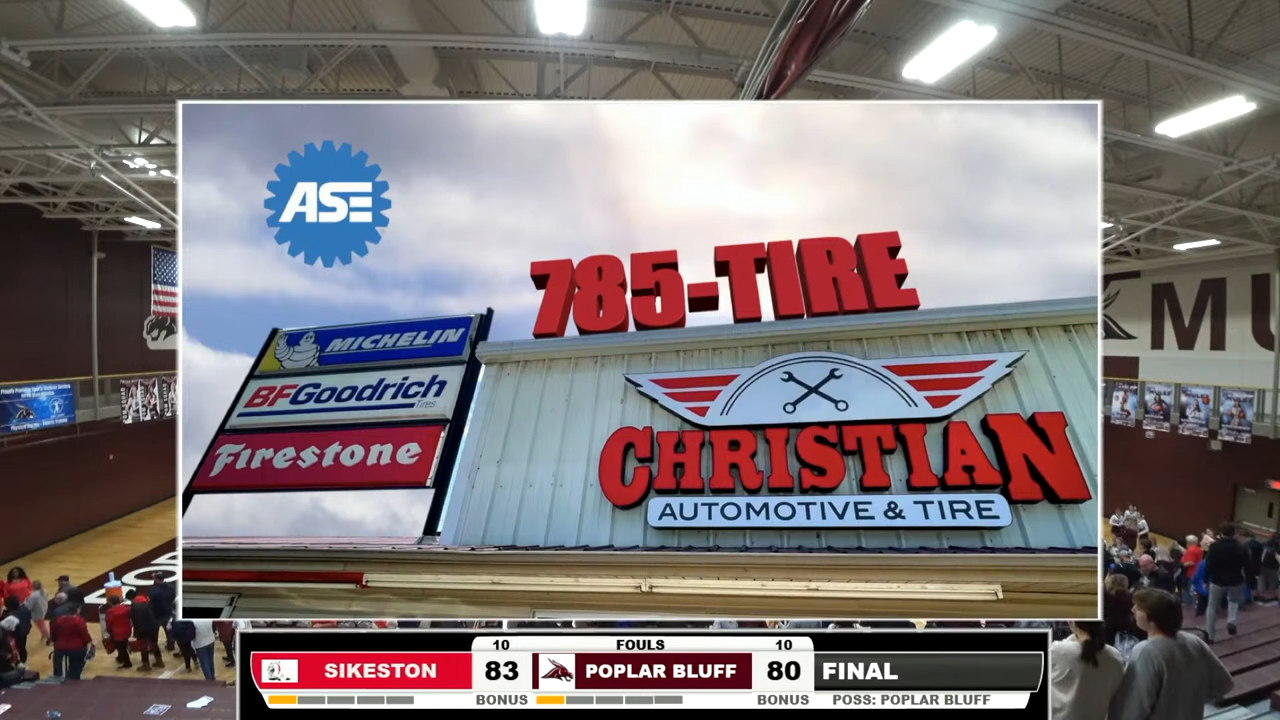 ASE
785-TIRE
MICHELIN
BFGoodrich
Tires
Firestone
CHRISTIAN
AUTOMOTIVE & TIRE
MU
10 FOULS 10
SIKESTON 83 POPLAR BLUFF 80 FINAL
BONUS BONUS POSS: POPLAR BLUFF